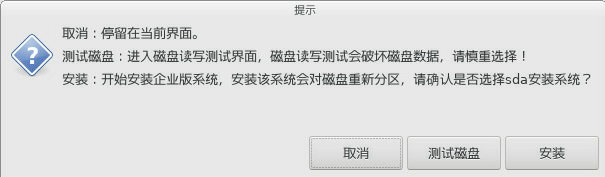 提示
取消：停留在当前界面。
测试磁盘：进入磁盘读写测试界面，磁盘读写测试会破坏磁盘数据，请慎重选择！
安装：开始安装企业版系统，安装该系统会对磁盘重新分区，请确认是否选择sda安装系统？
取消 测试磁盘 安装